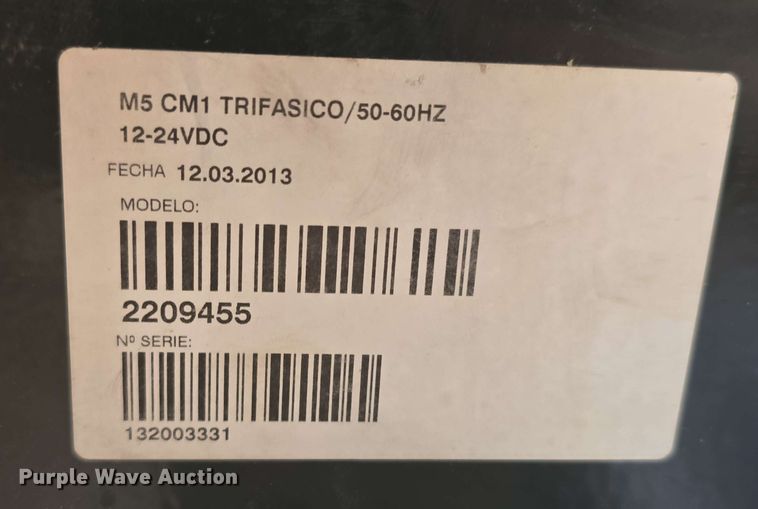 M5 CM1 TRIFASICO/50-60HZ
12-24VDC
FECHA 12.03.2013
MODELO:
2209455
Nº SERIE:
132003331
Purple Wave Auction